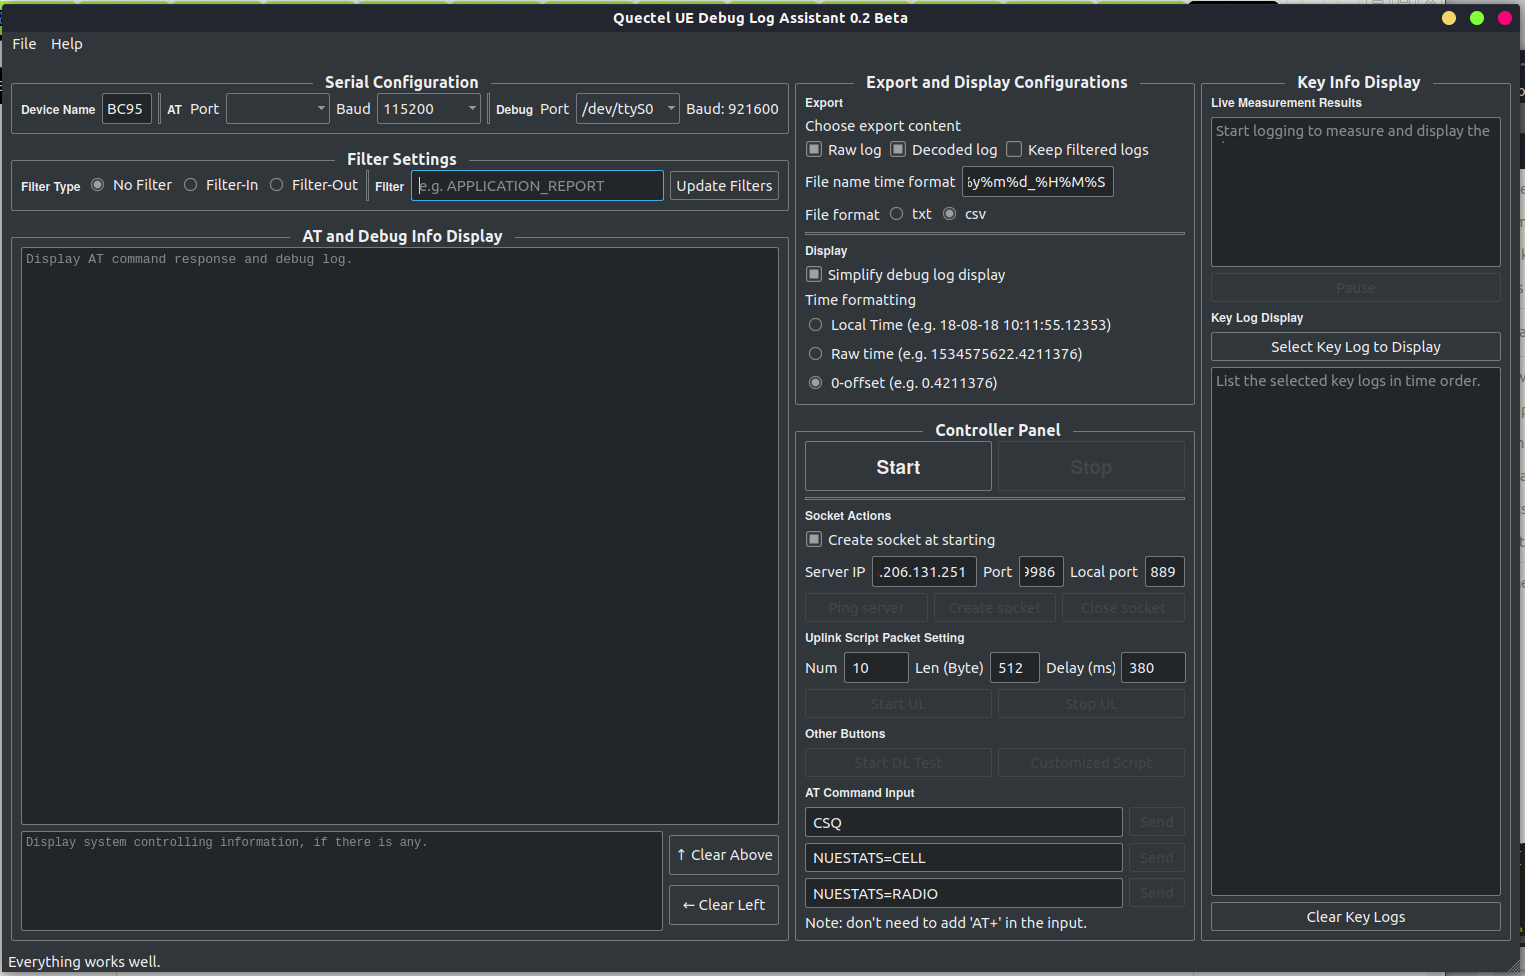 Quectel UE Debug Log Assistant 0.2 Beta
File Help
Serial Configuration
Device Name BC95 AT Port Baud 115200 Debug Port /dev/ttyS0 Baud: 921600
Filter Settings
Filter Type No Filter Filter-In Filter-Out Filter e.g. APPLICATION_REPORT Update Filters
AT and Debug Info Display
Display AT command response and debug log.
Display system controlling information, if there is any.
↑ Clear Above
← Clear Left
Export and Display Configurations
Export
Choose export content
Raw log Decoded log Keep filtered logs
File name time format %y%m%d_%H%M%S
File format txt csv
Display
Simplify debug log display
Time formatting
Local Time (e.g. 18-08-18 10:11:55.12353)
Raw time (e.g. 1534575622.4211376)
0-offset (e.g. 0.4211376)
Controller Panel
Start Stop
Socket Actions
Create socket at starting
Server IP .206.131.251 Port 9986 Local port 889
Ping server Create socket Close socket
Uplink Script Packet Setting
Num 10 Len (Byte) 512 Delay (ms) 380
Start UL Stop UL
Other Buttons
Start DL Test Customized Script
AT Command Input
CSQ Send
NUESTATS=CELL Send
NUESTATS=RADIO Send
Note: don't need to add 'AT+' in the input.
Key Info Display
Live Measurement Results
Start logging to measure and display the
Pause
Key Log Display
Select Key Log to Display
List the selected key logs in time order.
Clear Key Logs
Everything works well.